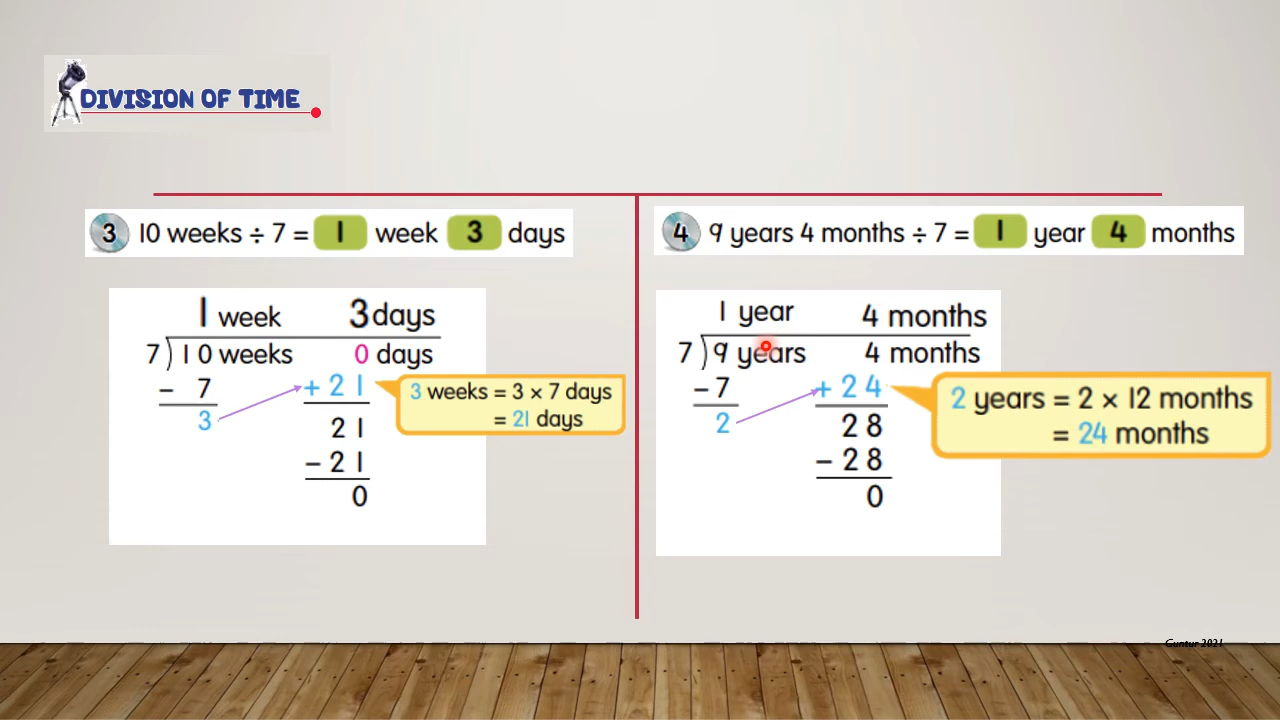 DIVISION OF TIME
3 10 weeks ÷ 7 = 1 week 3 days
1 week 3 days
7 ) 1 0 weeks 0 days
- 7 + 2 1
3 2 1
- 2 1
0
3 weeks = 3 × 7 days
= 21 days
4 9 years 4 months ÷ 7 = 1 year 4 months
1 year 4 months
7 ) 9 years 4 months
- 7 + 2 4
2 2 8
- 2 8
0
2 years = 2 × 12 months
= 24 months
Guntur 2021